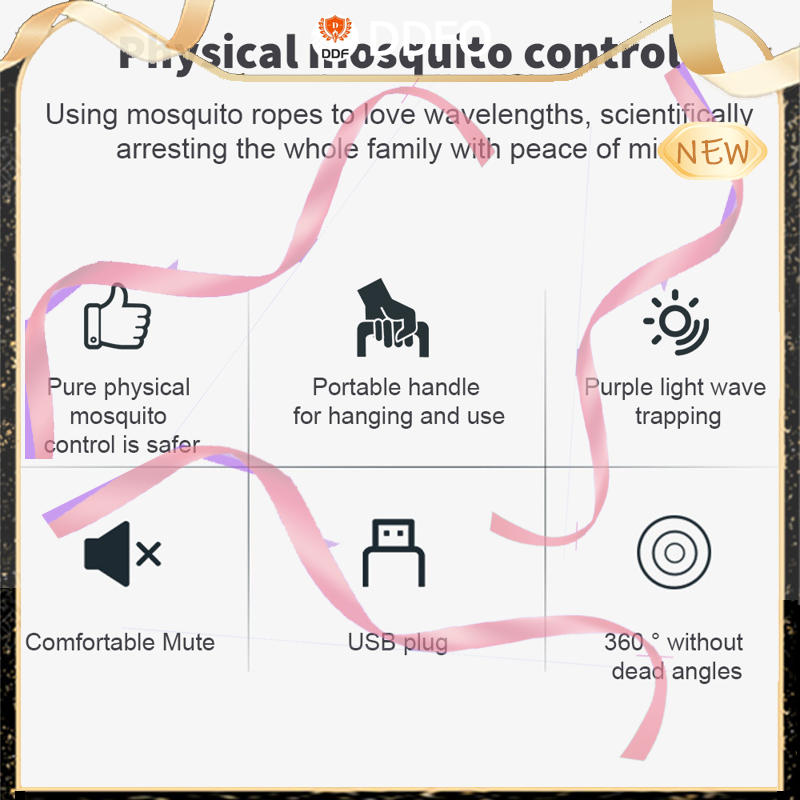 DDF
Physical mosquito control
Using mosquito ropes to love wavelengths, scientifically
arresting the whole family with peace of
NEW
Pure physical
mosquito
control is safer
Portable handle
for hanging and use
Purple light wave
trapping
Comfortable Mute
USB plug
360 ° without
dead angles